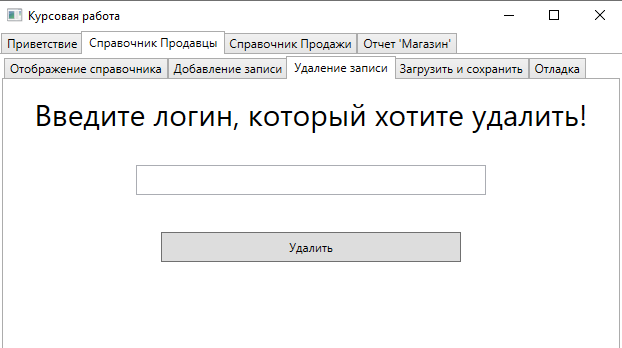 Курсовая работа
Приветствие Справочник Продавцы Справочник Продажи Отчет 'Магазин'
Отображение справочника Добавление записи Удаление записи Загрузить и сохранить Отладка
Введите логин, который хотите удалить!
Удалить